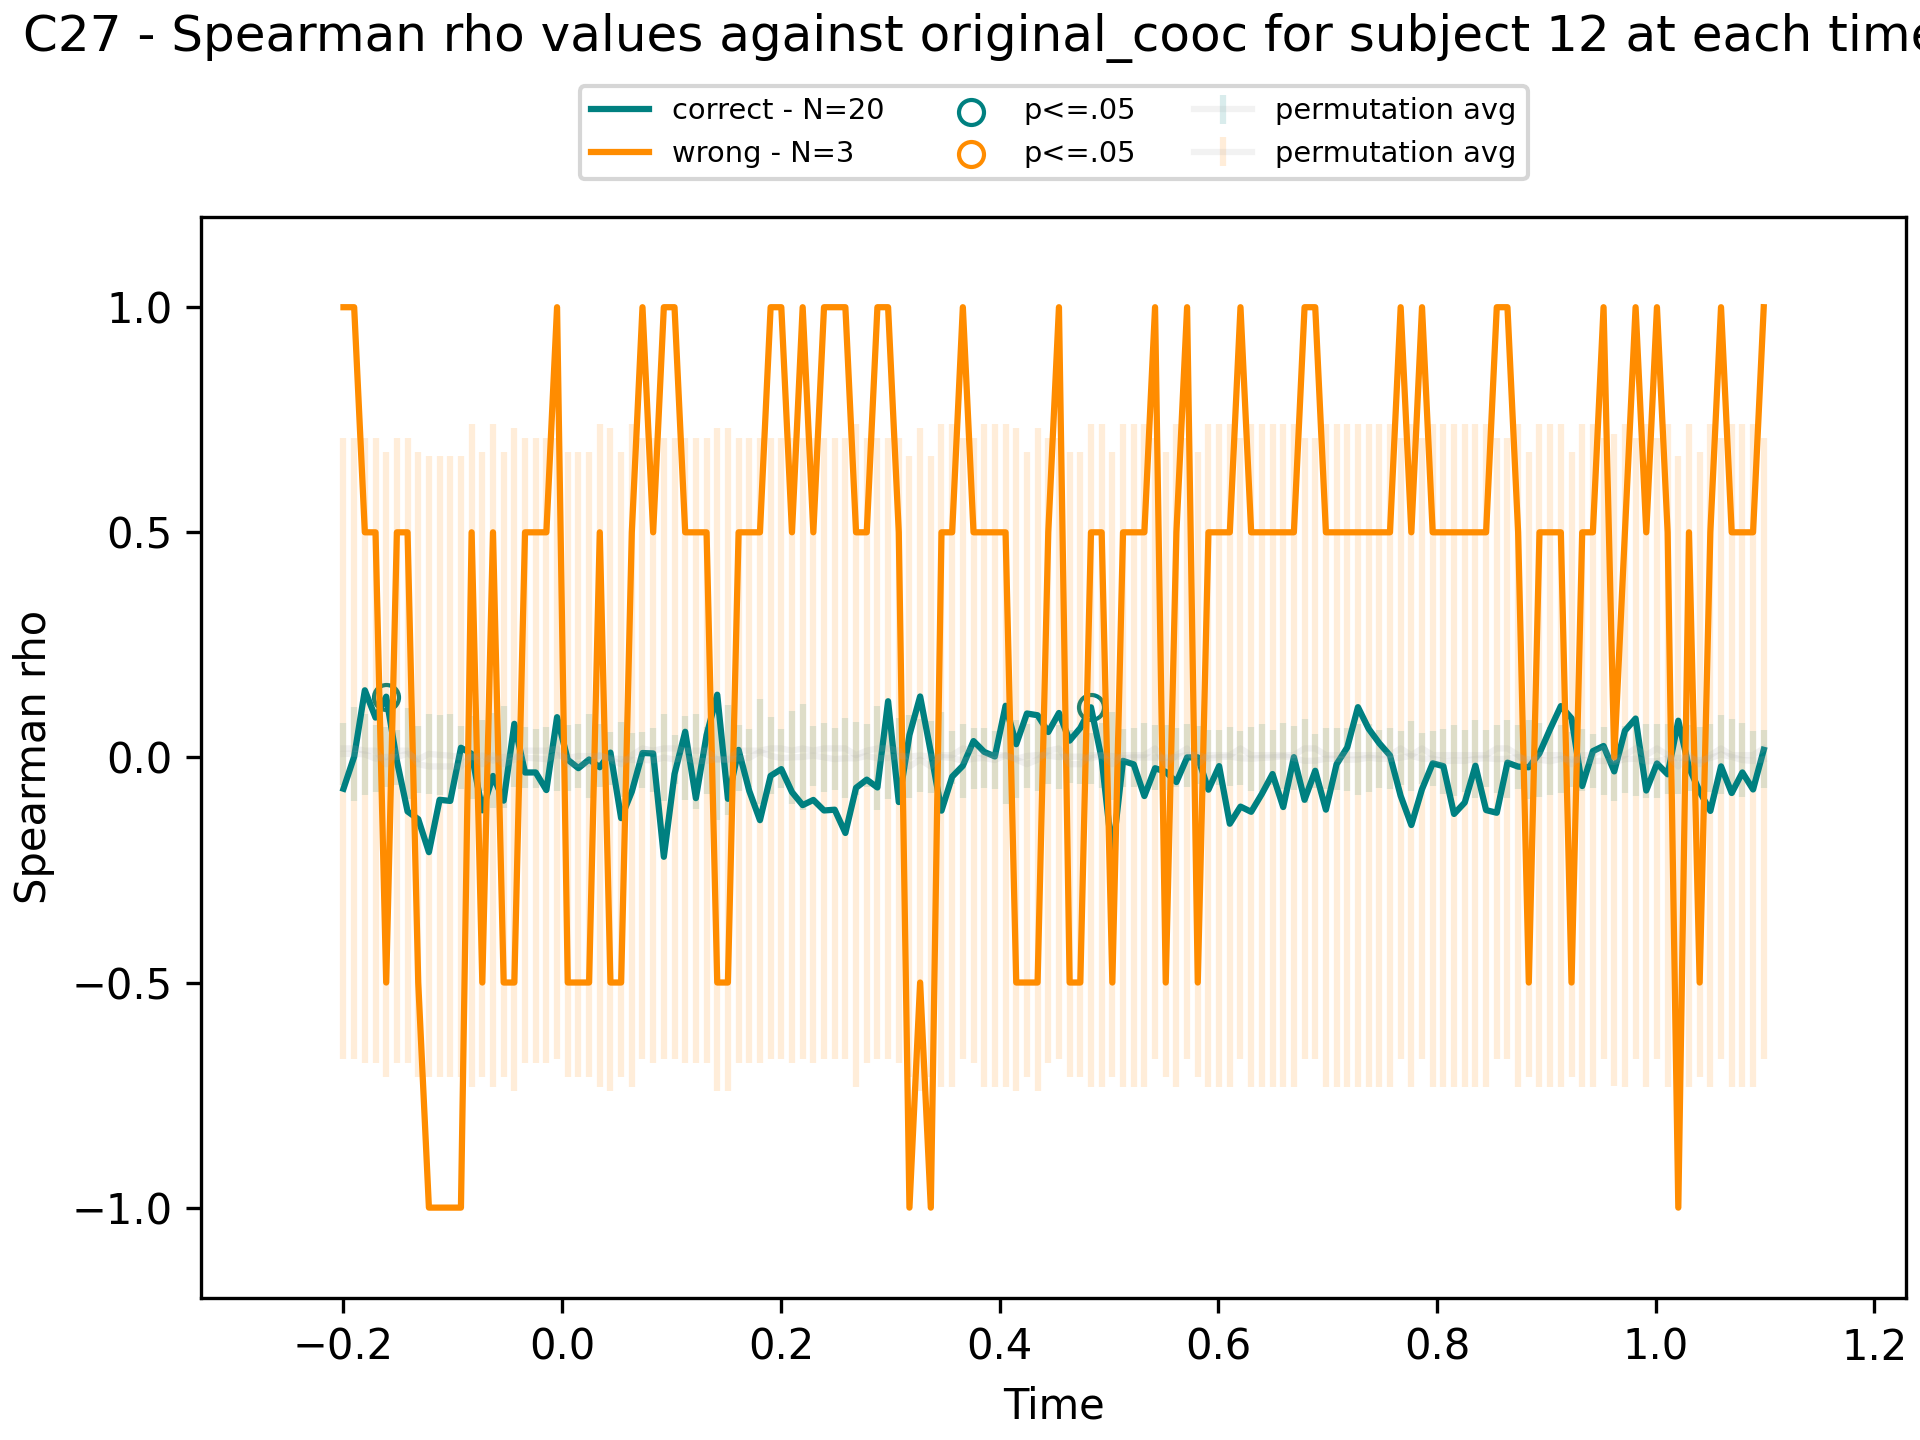 C27 - Spearman rho values against original_cooc for subject 12 at each time
correct - N=20 p<=.05 permutation avg
wrong - N=3 p<=.05 permutation avg
1.0
0.5
0.0
−0.5
−1.0
Spearman rho
−0.2 0.0 0.2 0.4 0.6 0.8 1.0 1.2
Time